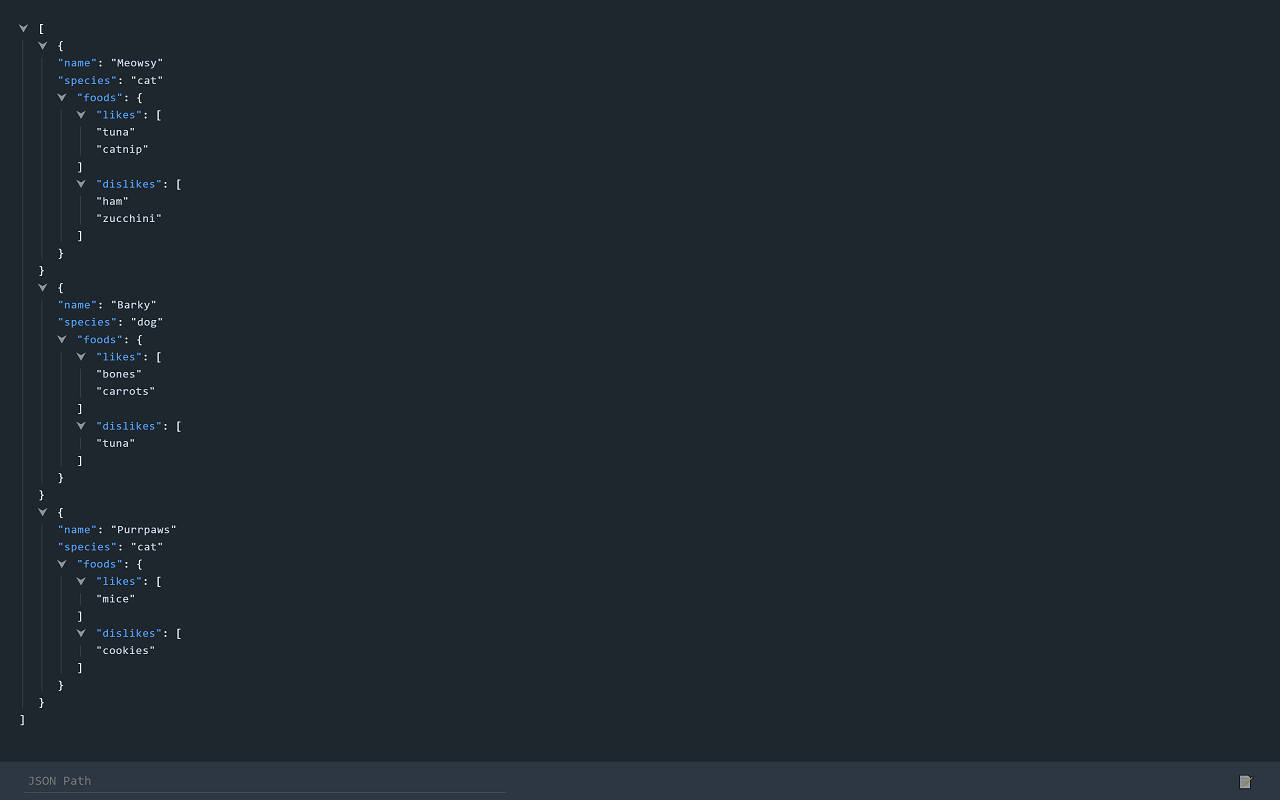 [
{
"name": "Meowsy"
"species": "cat"
"foods": {
"likes": [
"tuna"
"catnip"
]
"dislikes": [
"ham"
"zucchini"
]
}
}
{
"name": "Barky"
"species": "dog"
"foods": {
"likes": [
"bones"
"carrots"
]
"dislikes": [
"tuna"
]
}
}
{
"name": "Purrpaws"
"species": "cat"
"foods": {
"likes": [
"mice"
]
"dislikes": [
"cookies"
]
}
}
]
JSON Path